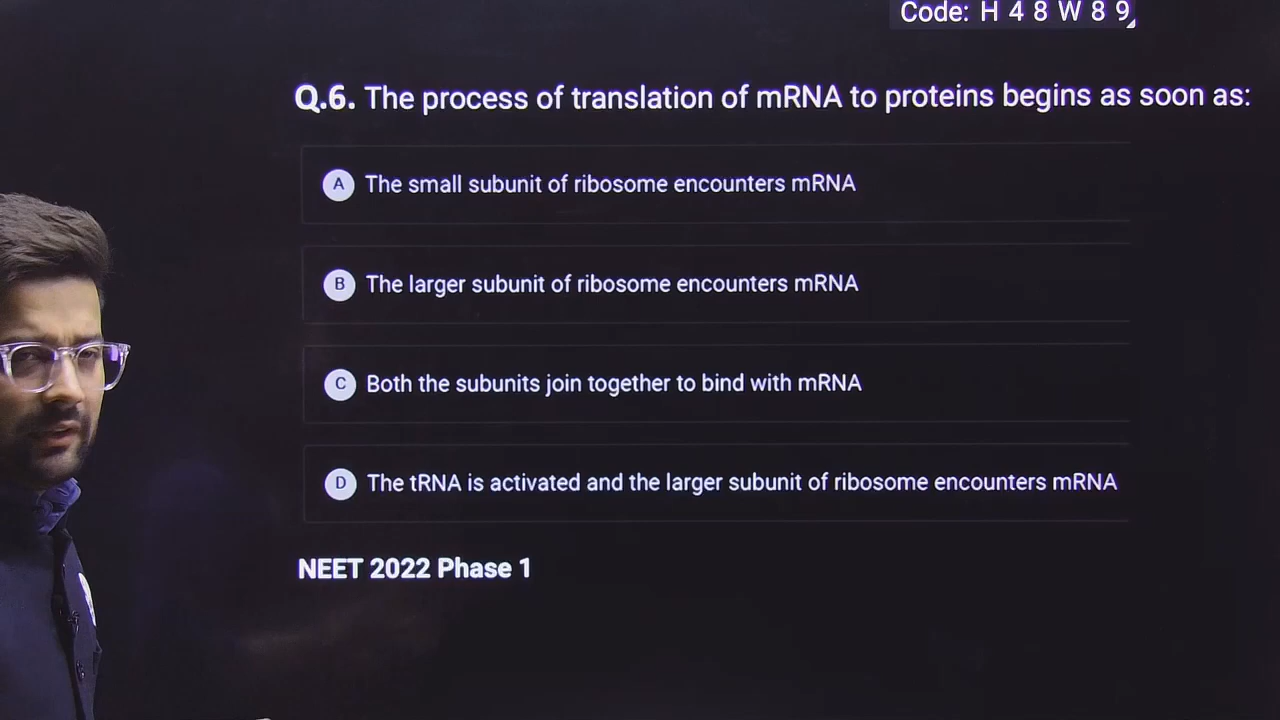 Code: H 4 8 W 8 9
Q.6. The process of translation of mRNA to proteins begins as soon as:
A The small subunit of ribosome encounters mRNA
B The larger subunit of ribosome encounters mRNA
C Both the subunits join together to bind with mRNA
D The tRNA is activated and the larger subunit of ribosome encounters mRNA
NEET 2022 Phase 1